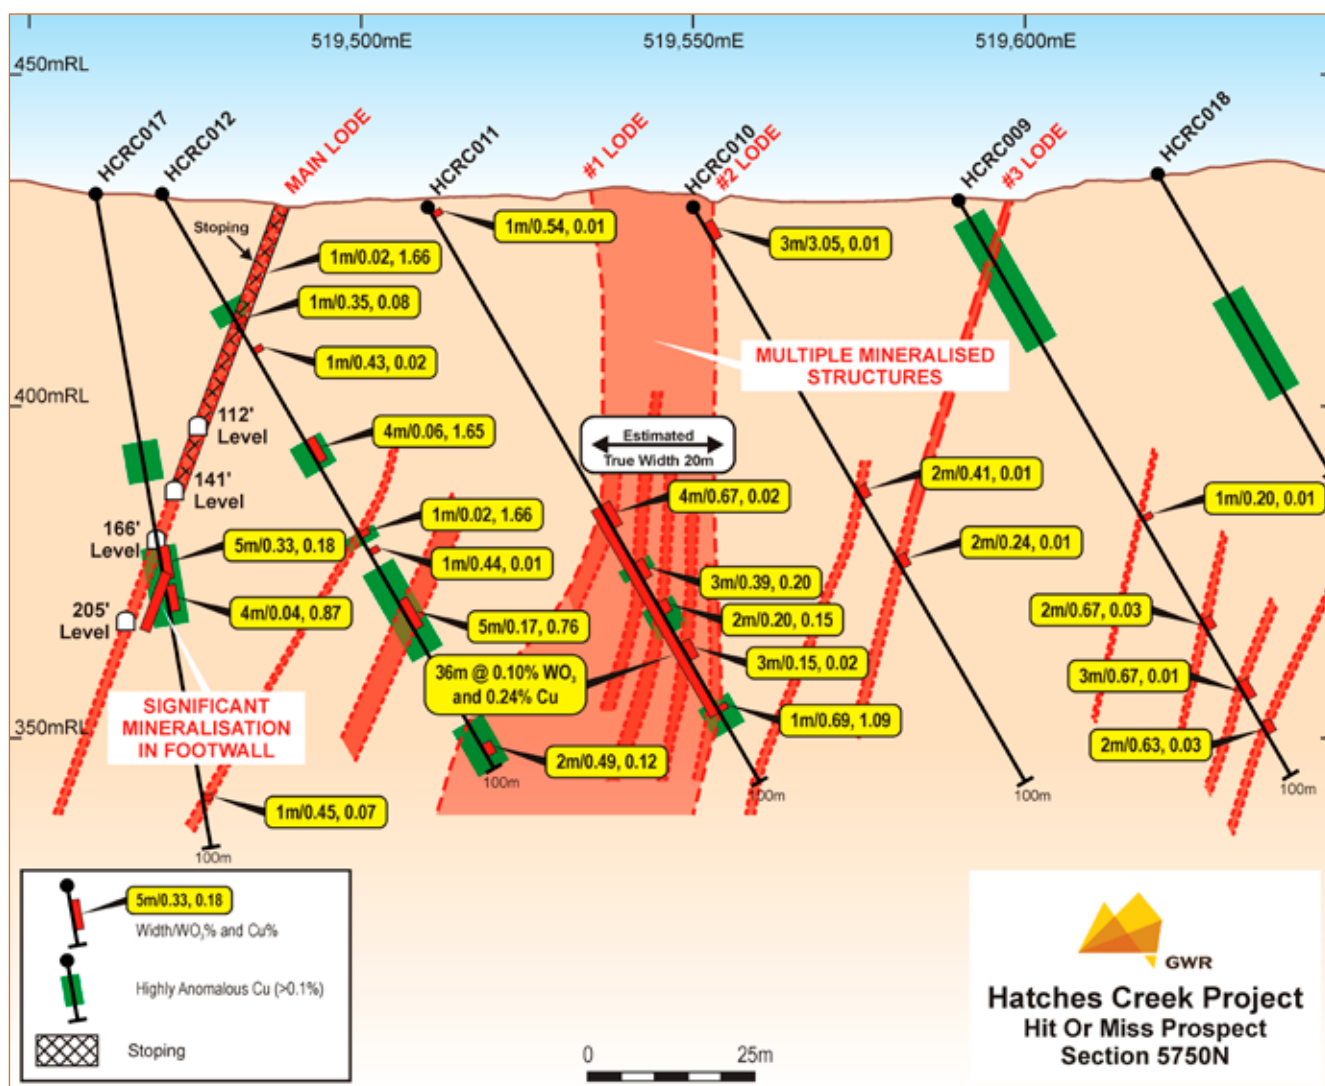 519,500mE
519,550mE
519,600mE
450mRL
HCRC017
HCRC012
MAIN LODE
HCRC011
#1 LODE
HCRC010
#2 LODE
HCRC009
#3 LODE
HCRC018
Stoping
1m/0.54, 0.01
3m/3.05, 0.01
1m/0.02, 1.66
1m/0.35, 0.08
1m/0.43, 0.02
MULTIPLE MINERALISED
STRUCTURES
400mRL
112'
Level
4m/0.06, 1.65
Estimated
True Width 20m
141'
Level
2m/0.41, 0.01
4m/0.67, 0.02
1m/0.20, 0.01
1m/0.02, 1.66
166'
Level
5m/0.33, 0.18
1m/0.44, 0.01
2m/0.24, 0.01
3m/0.39, 0.20
205'
Level
4m/0.04, 0.87
5m/0.17, 0.76
2m/0.20, 0.15
2m/0.67, 0.03
3m/0.15, 0.02
36m @ 0.10% WO3
and 0.24% Cu
3m/0.67, 0.01
SIGNIFICANT
MINERALISATION
IN FOOTWALL
350mRL
1m/0.69, 1.09
2m/0.63, 0.03
2m/0.49, 0.12
100m
100m
100m
100m
1m/0.45, 0.07
100m
5m/0.33, 0.18
Width/WO3% and Cu%
Highly Anomalous Cu (>0.1%)
Stoping
0 25m
GWR
Hatches Creek Project
Hit Or Miss Prospect
Section 5750N